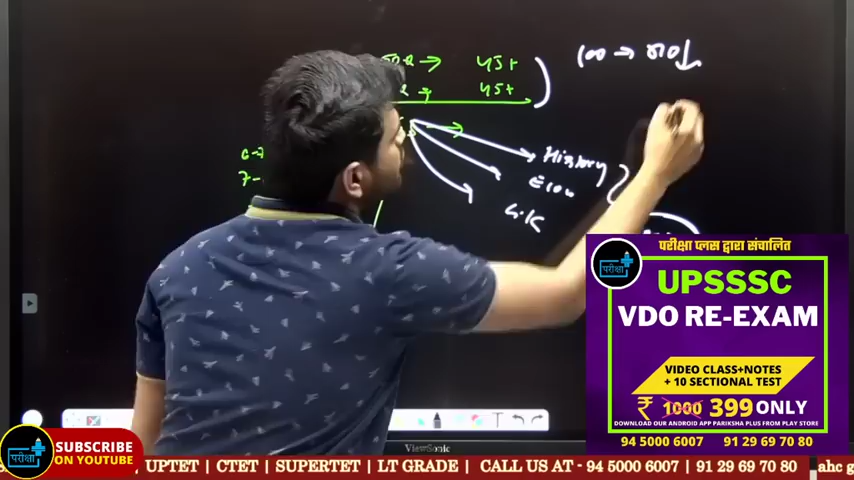 45+
100 →
45+
History
G.K
परीक्षा प्लस द्वारा संचालित
परीक्षा
UPSSSC
VDO RE-EXAM
VIDEO CLASS+NOTES
+ 10 SECTIONAL TEST
₹ 1000 399 ONLY
DOWNLOAD OUR ANDROID APP PARIKSHA PLUS FROM PLAY STORE
94 5000 6007 91 29 69 70 80
ViewSonic
परीक्षा
SUBSCRIBE
ON YOUTUBE
UPTET | CTET | SUPERTET | LT GRADE | CALL US AT - 94 5000 6007 | 91 29 69 70 80